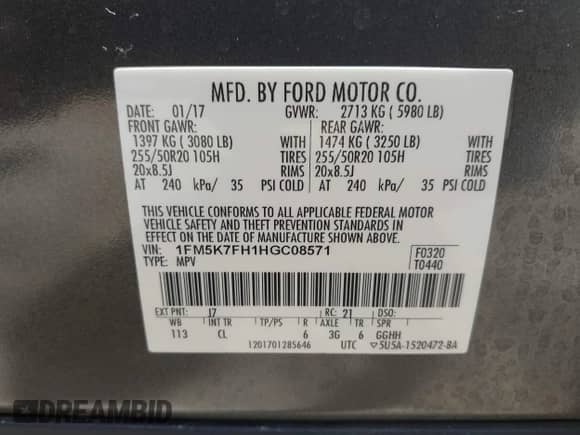 MFD. BY FORD MOTOR CO.
DATE: 01/17 GVWR: 2713 KG ( 5980 LB)
FRONT GAWR: REAR GAWR:
1397 KG ( 3080 LB) WITH 1474 KG ( 3250 LB) WITH
255/50R20 105H TIRES 255/50R20 105H TIRES
20x8.5J RIMS 20x8.5J RIMS
AT 240 kPa/ 35 PSI COLD AT 240 kPa/ 35 PSI COLD
THIS VEHICLE CONFORMS TO ALL APPLICABLE FEDERAL MOTOR
VEHICLE SAFETY AND THEFT PREVENTION STANDARDS IN
EFFECT ON THE DATE OF MANUFACTURE SHOWN ABOVE.
VIN: 1FM5K7FH1HGC08571 F0320
TYPE: MPV T0440
EXT PNT: J7 RC: 21 DSO:
WB INT TR TP/PS R AXLE TR SPR
113 CL 6 3G 6 GGHH
1201701285646 UTC ▽5U5A-1520472-BA
DREAMBID